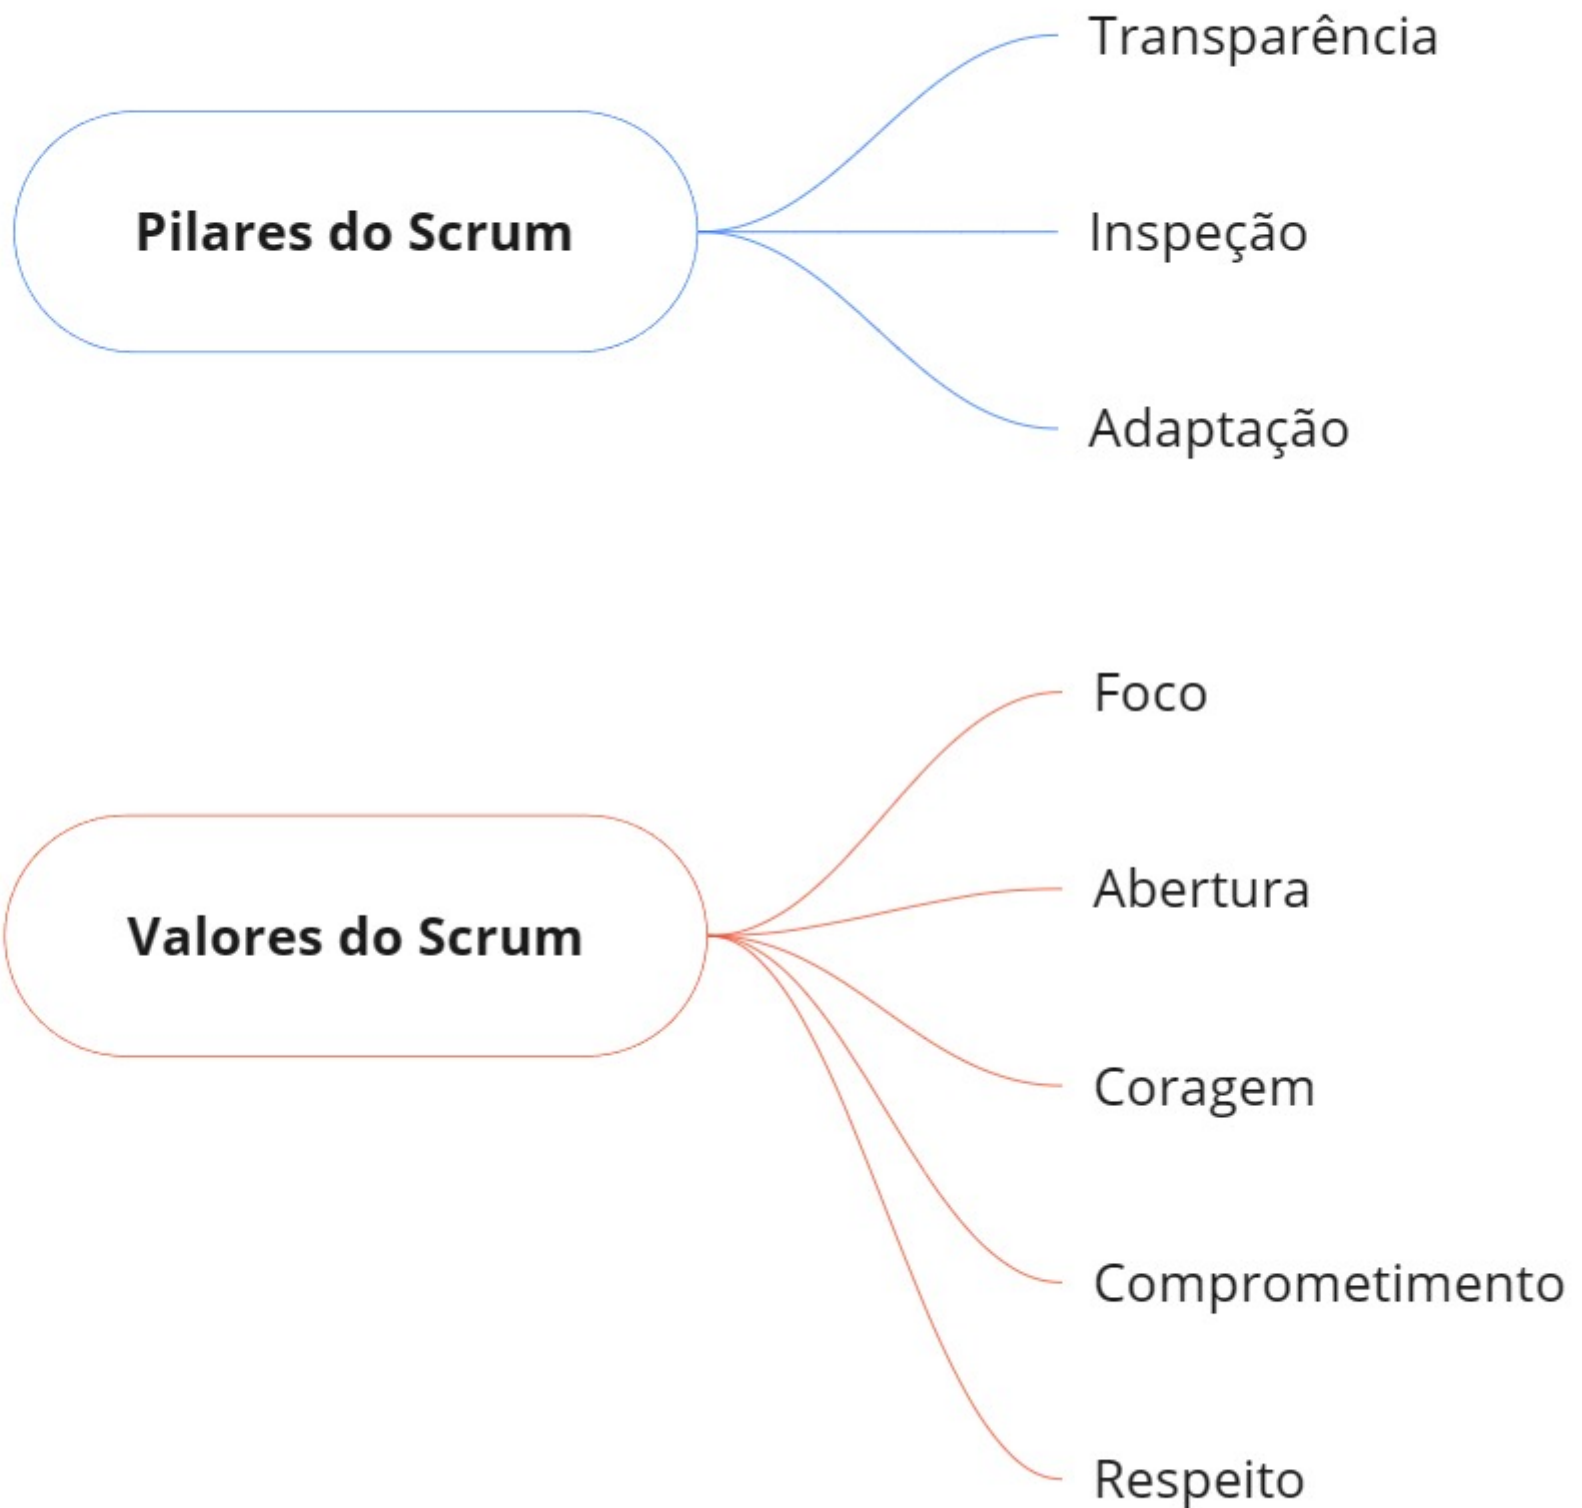 Pilares do Scrum
Transparência
Inspeção
Adaptação
Valores do Scrum
Foco
Abertura
Coragem
Comprometimento
Respeito